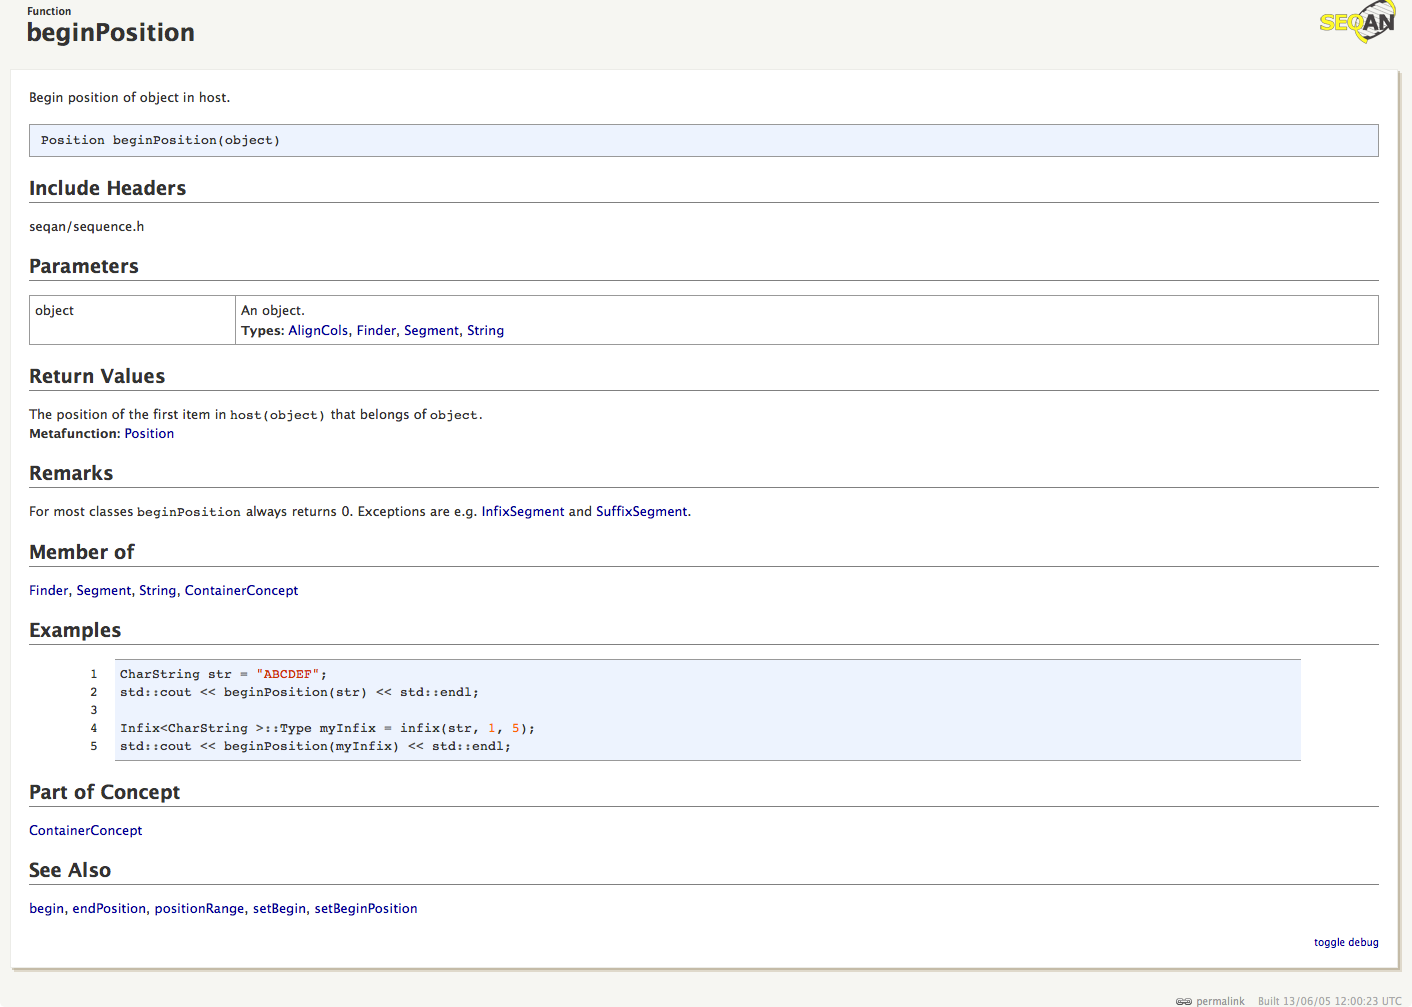 Function
beginPosition
SEQAN
Begin position of object in host.
Position beginPosition(object)
Include Headers
seqan/sequence.h
Parameters
object
An object.
Types: AlignCols, Finder, Segment, String
Return Values
The position of the first item in host(object) that belongs of object.
Metafunction: Position
Remarks
For most classes beginPosition always returns 0. Exceptions are e.g. InfixSegment and SuffixSegment.
Member of
Finder, Segment, String, ContainerConcept
Examples
1 CharString str = "ABCDEF";
2 std::cout << beginPosition(str) << std::endl;
3
4 Infix<CharString >::Type myInfix = infix(str, 1, 5);
5 std::cout << beginPosition(myInfix) << std::endl;
Part of Concept
ContainerConcept
See Also
begin, endPosition, positionRange, setBegin, setBeginPosition
toggle debug
permalink Built 13/06/05 12:00:23 UTC